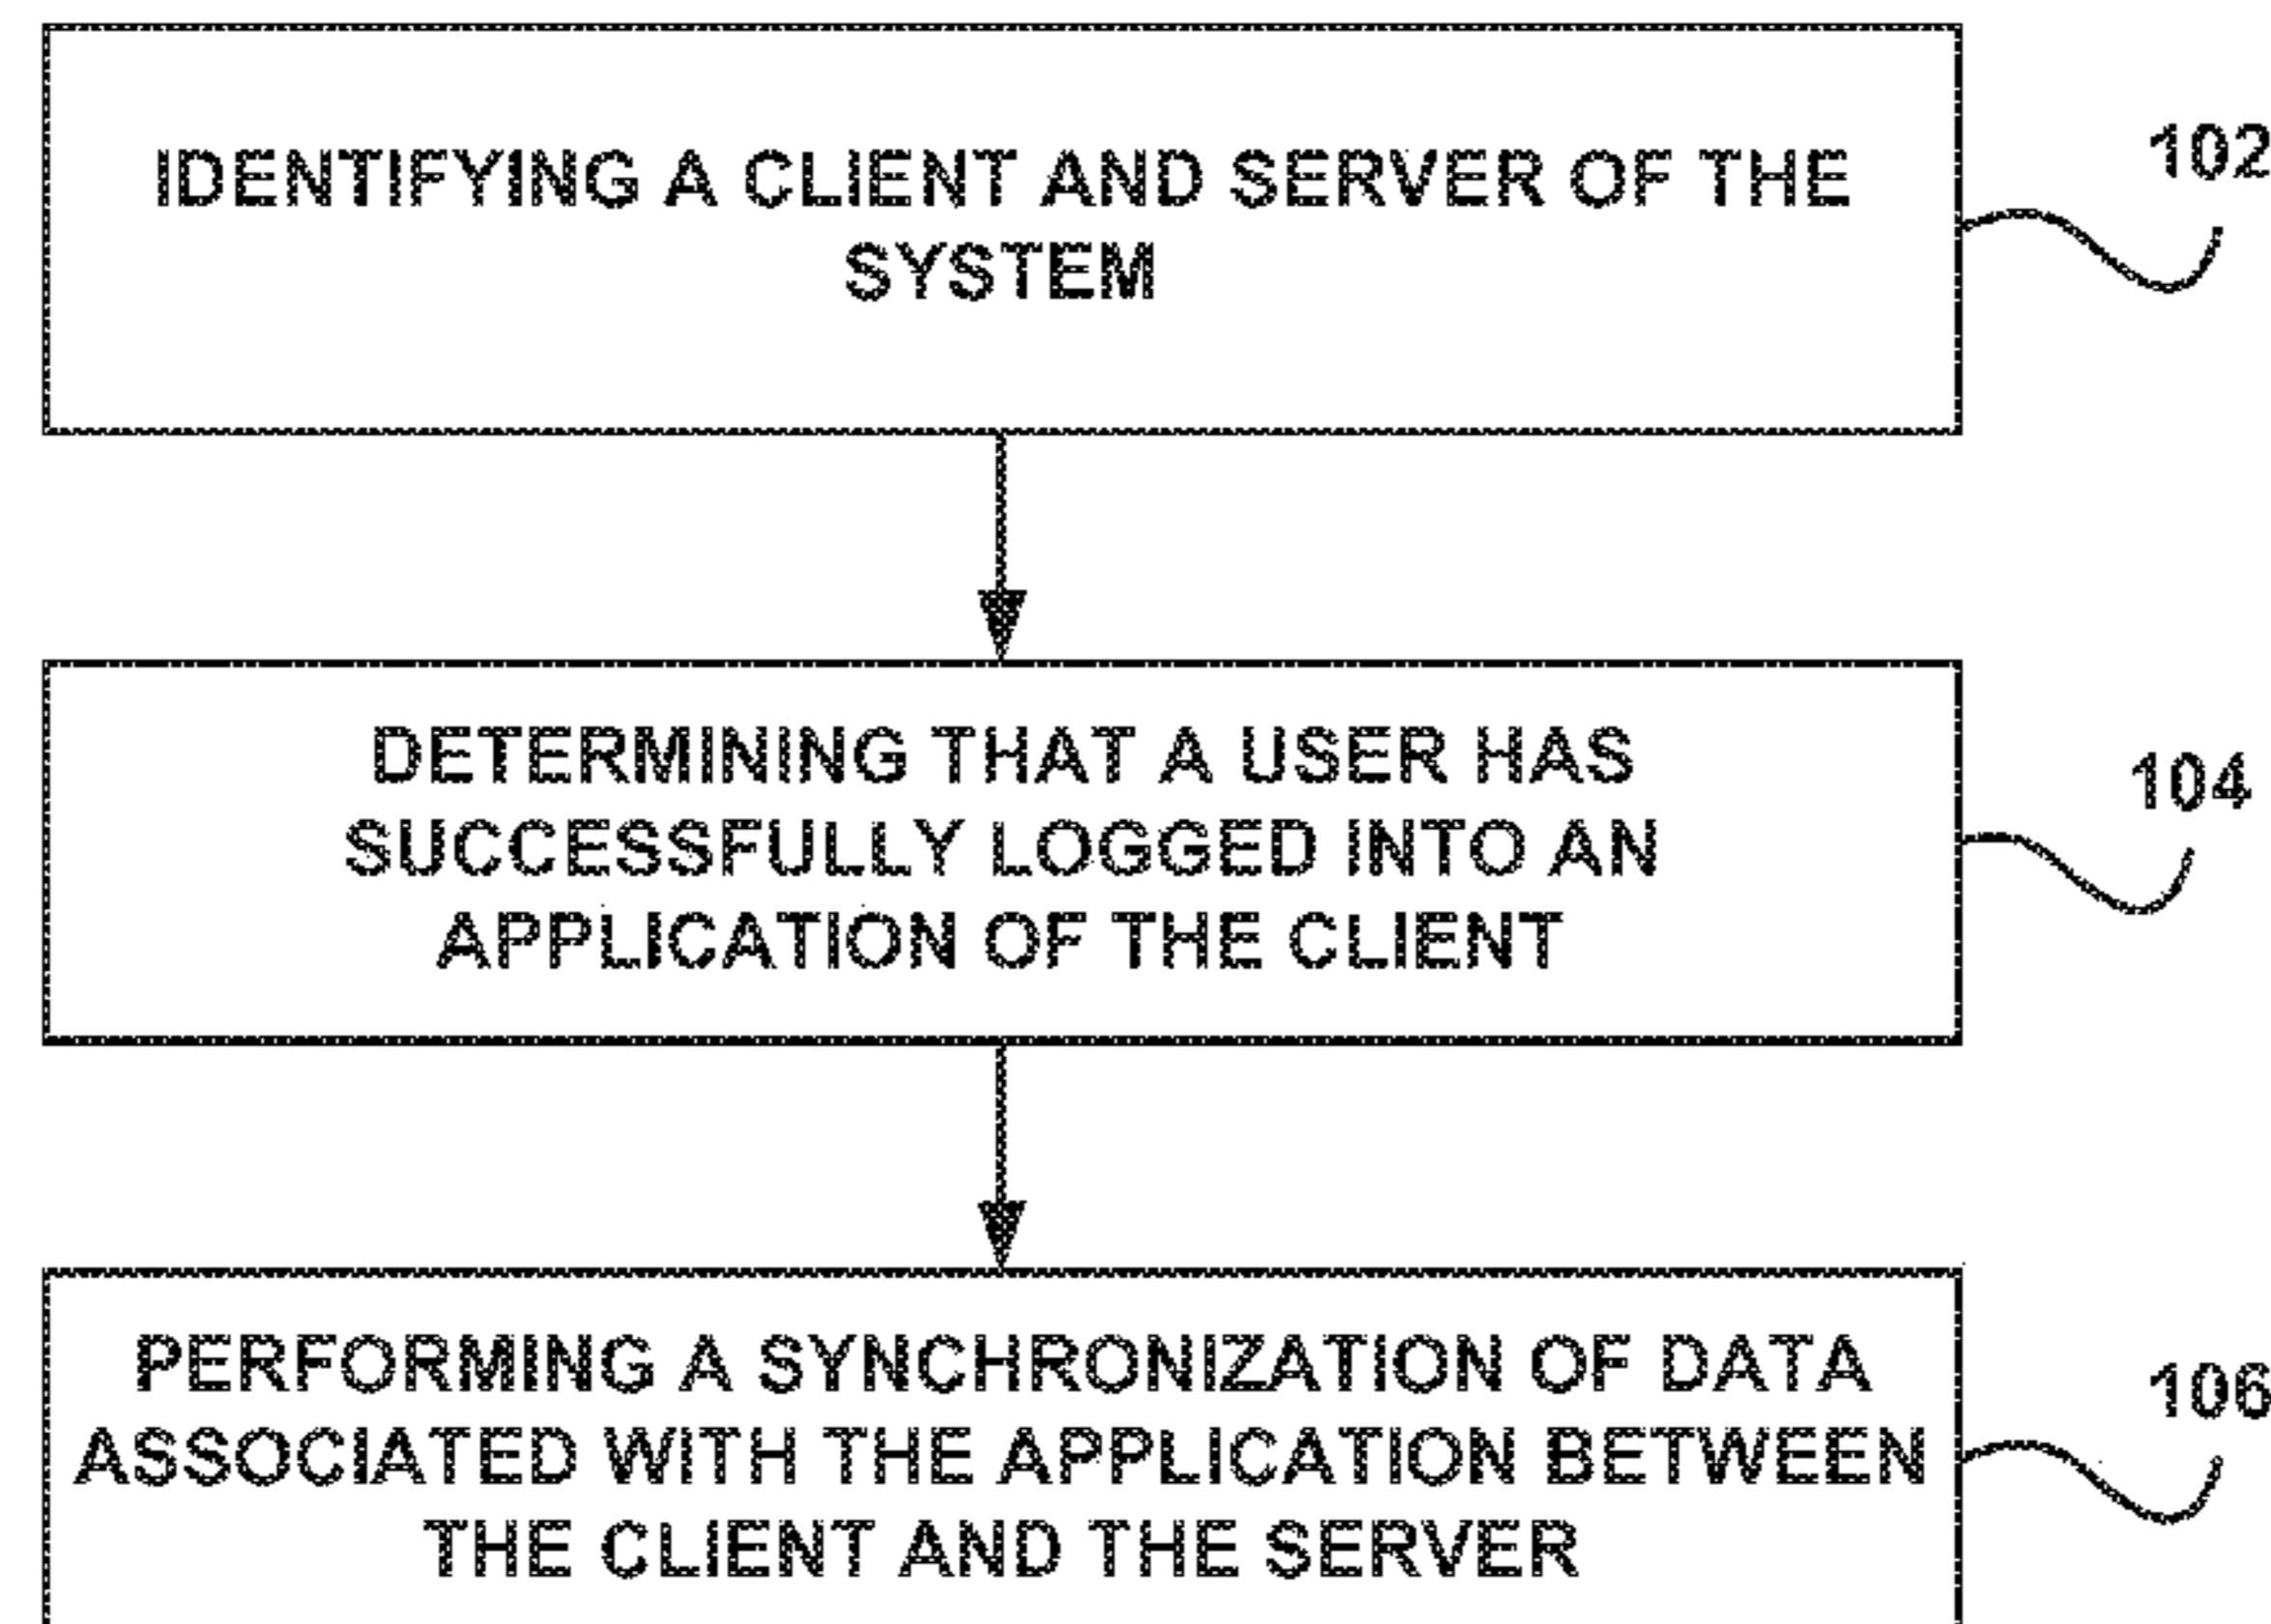 IDENTIFYING A CLIENT AND SERVER OF THE
SYSTEM
102
DETERMINING THAT A USER HAS
SUCCESSFULLY LOGGED INTO AN
APPLICATION OF THE CLIENT
104
PERFORMING A SYNCHRONIZATION OF DATA
ASSOCIATED WITH THE APPLICATION BETWEEN
THE CLIENT AND THE SERVER
106